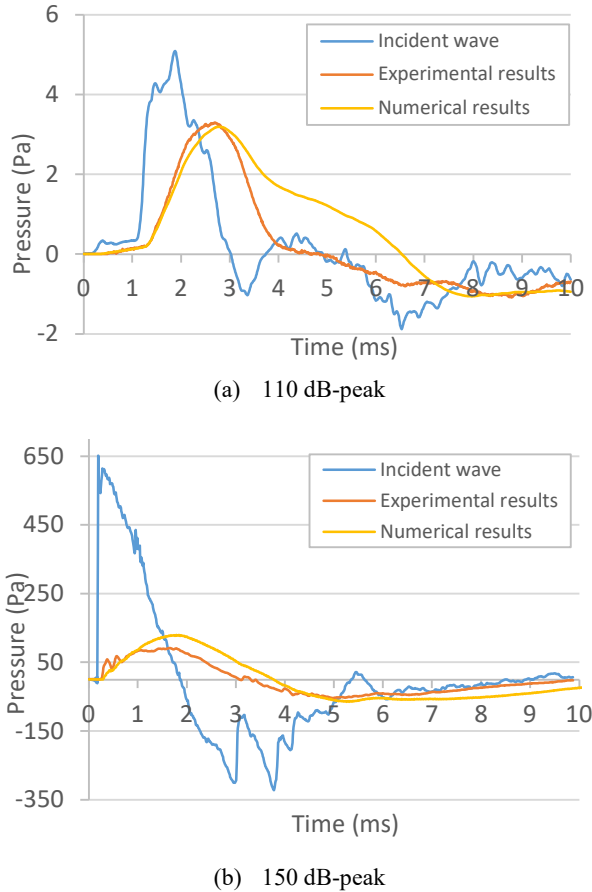 6
4
2
0
-2
Pressure (Pa)
Incident wave
Experimental results
Numerical results
0 1 2 3 4 5 6 7 8 9 10
Time (ms)
(a) 110 dB-peak
650
450
250
50
-150
-350
Pressure (Pa)
Incident wave
Experimental results
Numerical results
0 1 2 3 4 5 6 7 8 9 10
Time (ms)
(b) 150 dB-peak